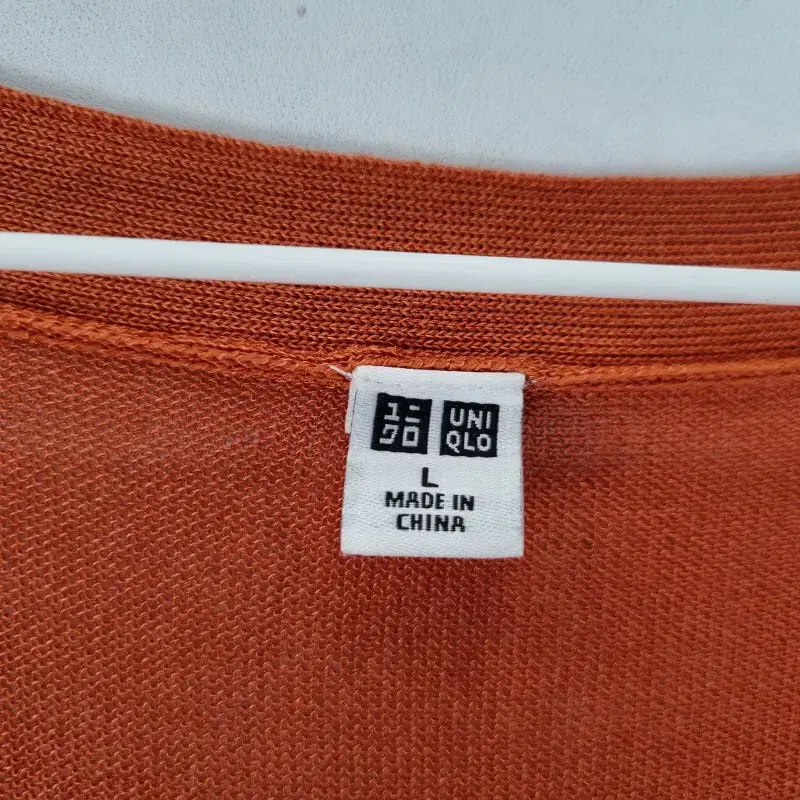 ユニ UNI
クロ QLO
L
MADE IN
CHINA